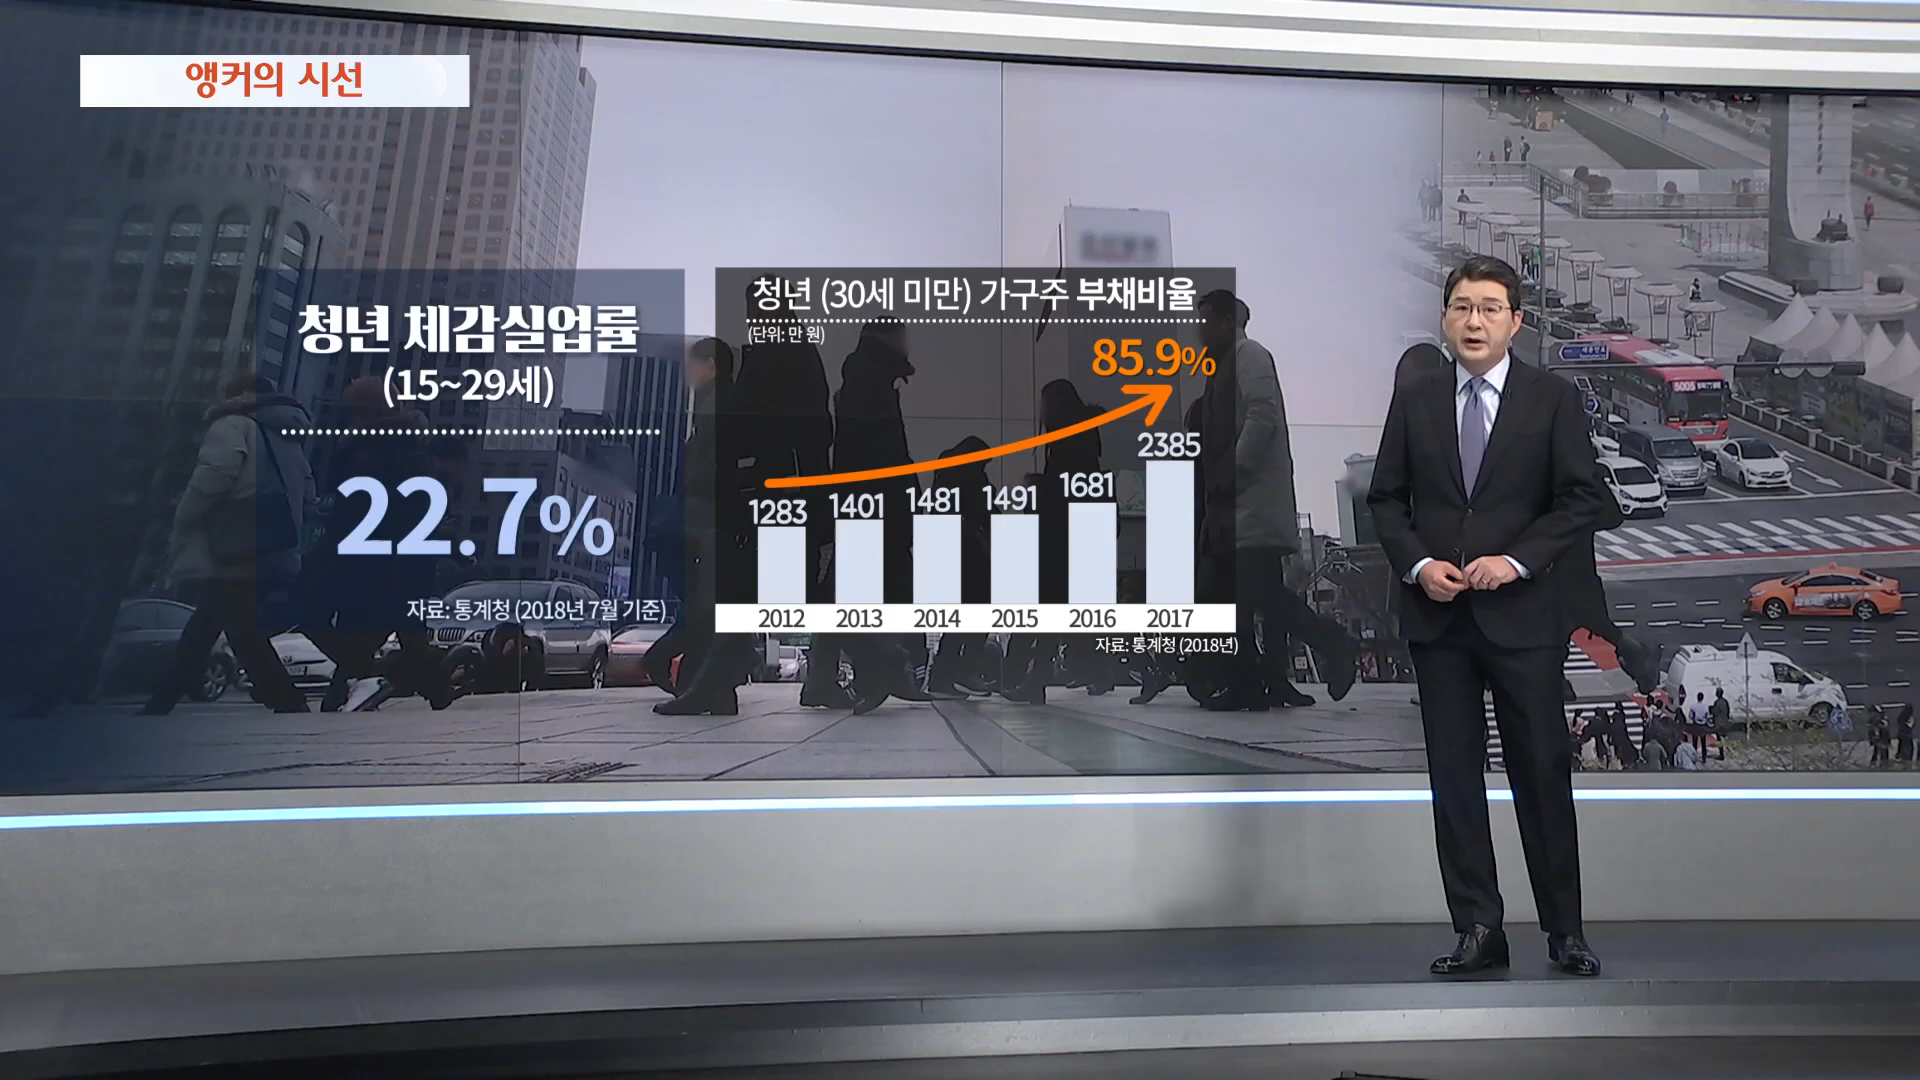 앵커의 시선
청년 체감실업률
(15~29세)
22.7%
자료: 통계청 (2018년 7월 기준)
청년 (30세 미만) 가구주 부채비율
(단위: 만 원)
85.9%
1283 1401 1481 1491 1681 2385
2012 2013 2014 2015 2016 2017
자료: 통계청 (2018년)
5005